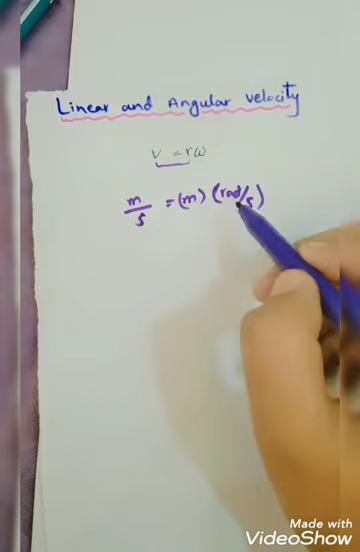 Linear and Angular velocity
v = rω
m/s = (m) (rad/s)
Made with
VideoShow